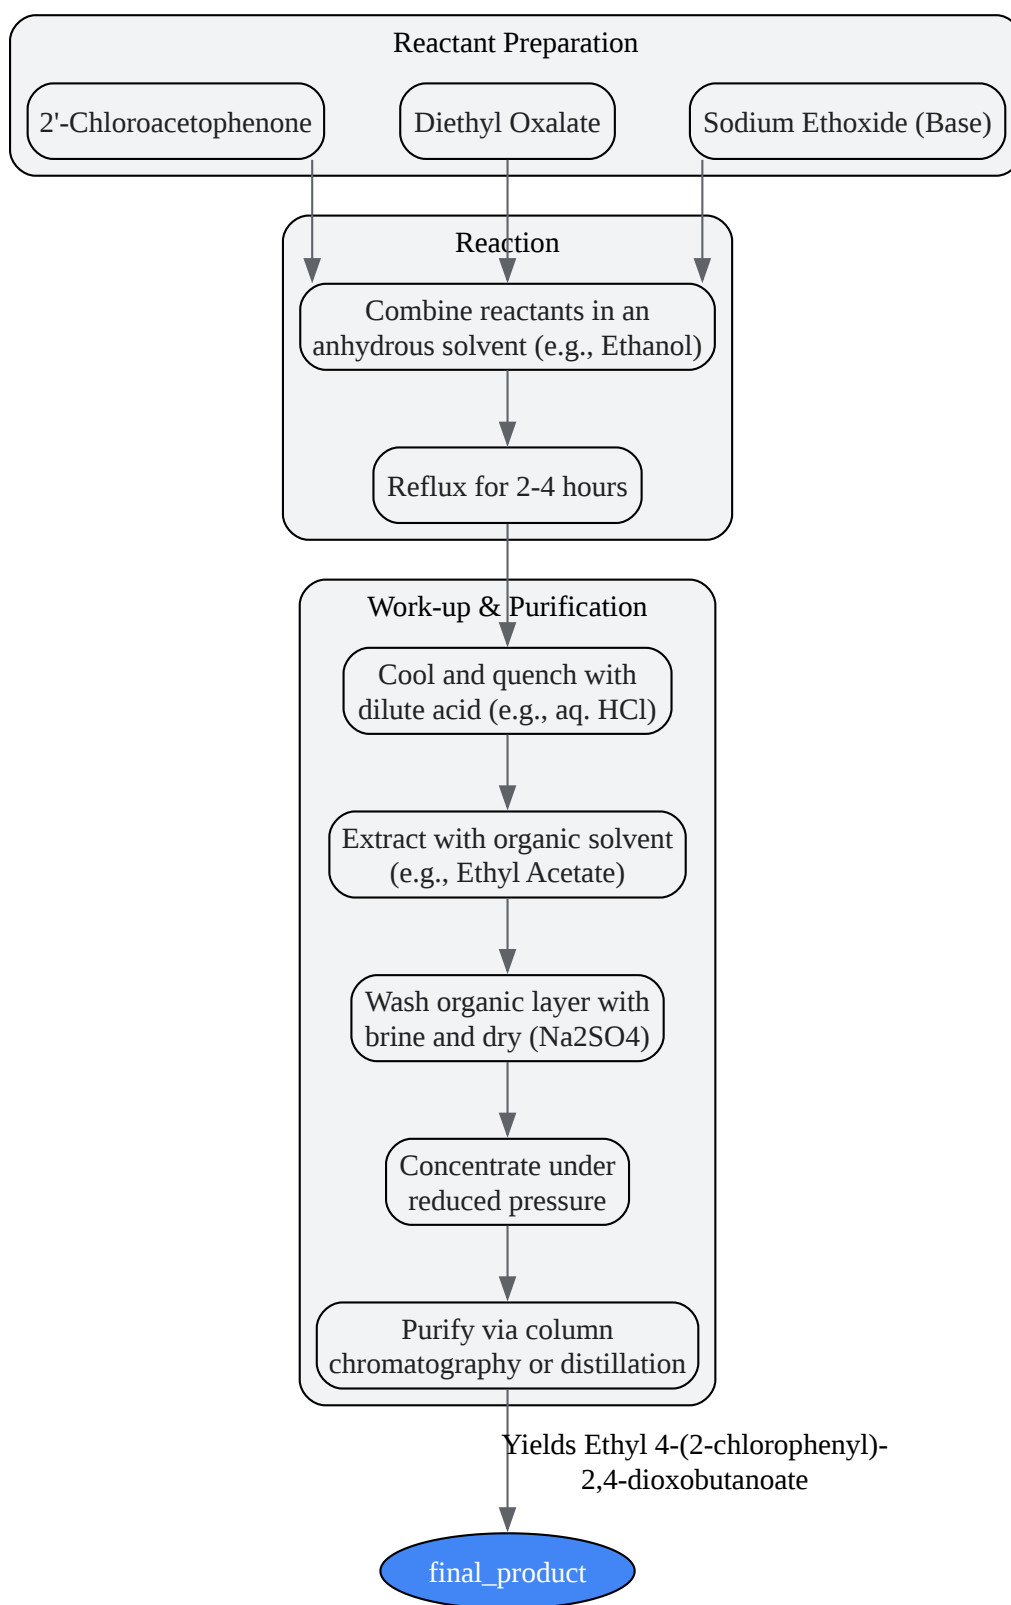 Reactant Preparation
2'-Chloroacetophenone
Diethyl Oxalate
Sodium Ethoxide (Base)
Reaction
Combine reactants in an
anhydrous solvent (e.g., Ethanol)
Reflux for 2-4 hours
Work-up & Purification
Cool and quench with
dilute acid (e.g., aq. HCl)
Extract with organic solvent
(e.g., Ethyl Acetate)
Wash organic layer with
brine and dry (Na2SO4)
Concentrate under
reduced pressure
Purify via column
chromatography or distillation
Yields Ethyl 4-(2-chlorophenyl)-
2,4-dioxobutanoate
final_product